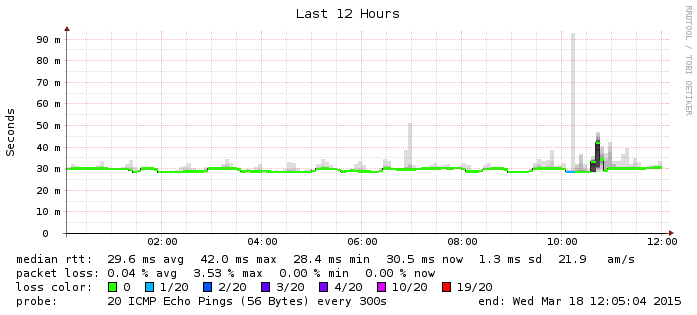 Last 12 Hours
RRDTOOL / TOBI OETIKER
Seconds
90 m
80 m
70 m
60 m
50 m
40 m
30 m
20 m
10 m
0
02:00 04:00 06:00 08:00 10:00 12:00
median rtt: 29.6 ms avg 42.0 ms max 28.4 ms min 30.5 ms now 1.3 ms sd 21.9 am/s
packet loss: 0.04 % avg 3.53 % max 0.00 % min 0.00 % now
loss color: 0 1/20 2/20 3/20 4/20 10/20 19/20
probe: 20 ICMP Echo Pings (56 Bytes) every 300s end: Wed Mar 18 12:05:04 2015